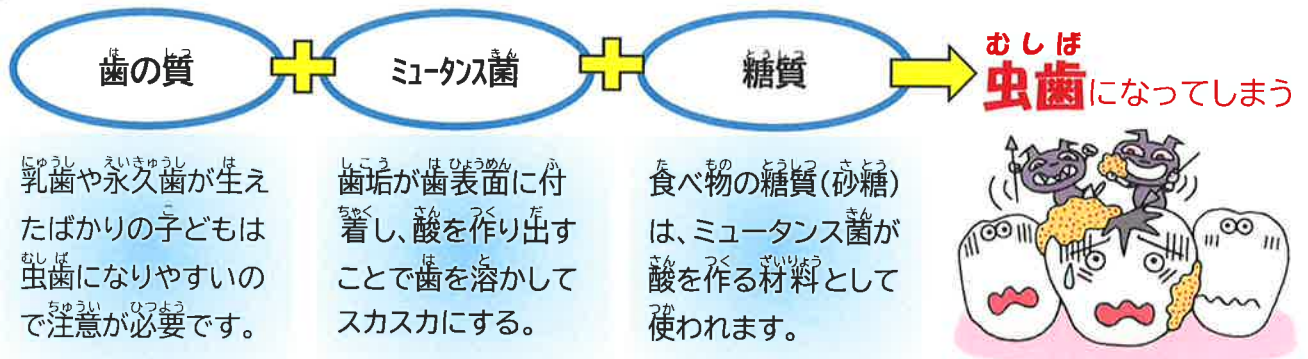 歯の質
ミュータンス菌
糖質
虫歯になってしまう
乳歯や永久歯が生え
たばかりの子どもは
虫歯になりやすいの
で注意が必要です。
歯垢が歯表面に付
着し、酸を作り出す
ことで歯を溶かして
スカスカにする。
食べ物の糖質(砂糖)
は、ミュータンス菌が
酸を作る材料として
使われます。